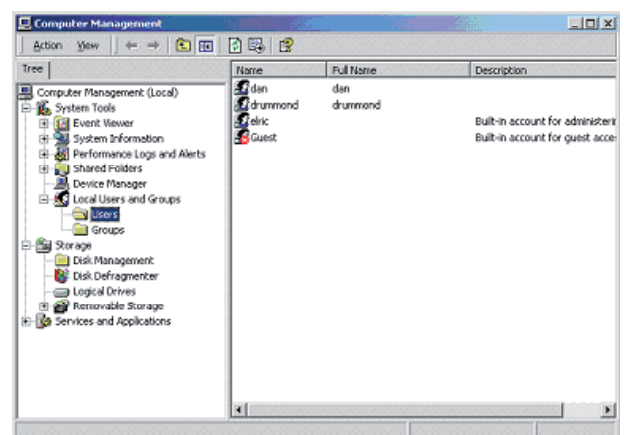 Computer Management
Action View
Tree
Computer Management (Local)
System Tools
Event Viewer
System Information
Performance Logs and Alerts
Shared Folders
Device Manager
Local Users and Groups
Users
Groups
Storage
Disk Management
Disk Defragmenter
Logical Drives
Removable Storage
Services and Applications
Name Full Name Description
dan dan
drummond drummond
elric Built-in account for administerir
Guest Built-in account for guest acce